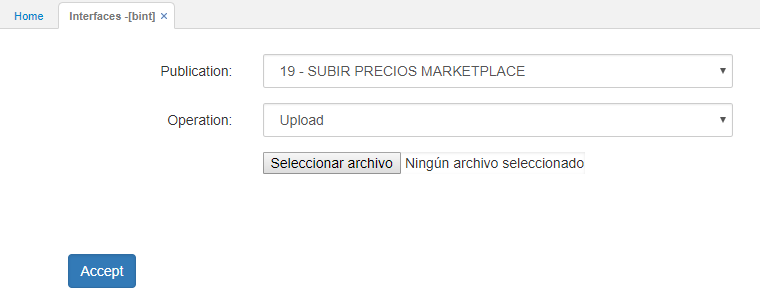 Home Interfaces -[bint] ×
Publication: 19 - SUBIR PRECIOS MARKETPLACE
Operation: Upload
Seleccionar archivo Ningún archivo seleccionado
Accept